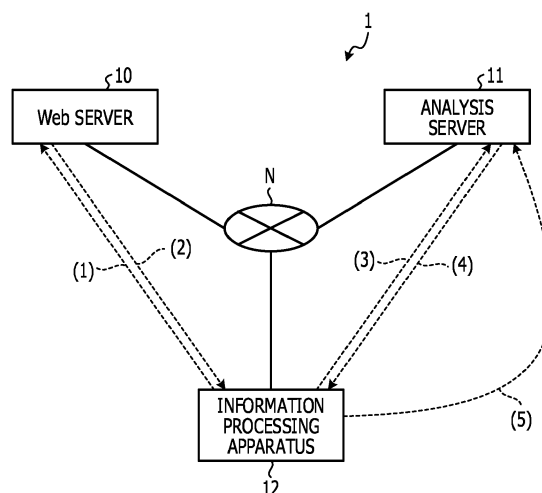 1
10
11
Web SERVER
ANALYSIS
SERVER
N
(1)
(2)
(3)
(4)
(5)
INFORMATION
PROCESSING
APPARATUS
12